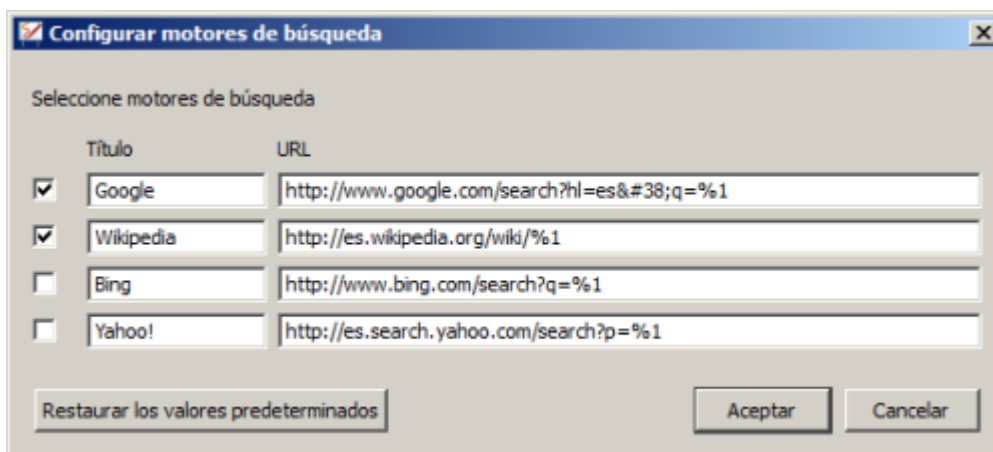 Configurar motores de búsqueda
Seleccione motores de búsqueda
Título URL
Google http://www.google.com/search?hl=es&#38;q=%1
Wikipedia http://es.wikipedia.org/wiki/%1
Bing http://www.bing.com/search?q=%1
Yahoo! http://es.search.yahoo.com/search?p=%1
Restaurar los valores predeterminados Aceptar Cancelar